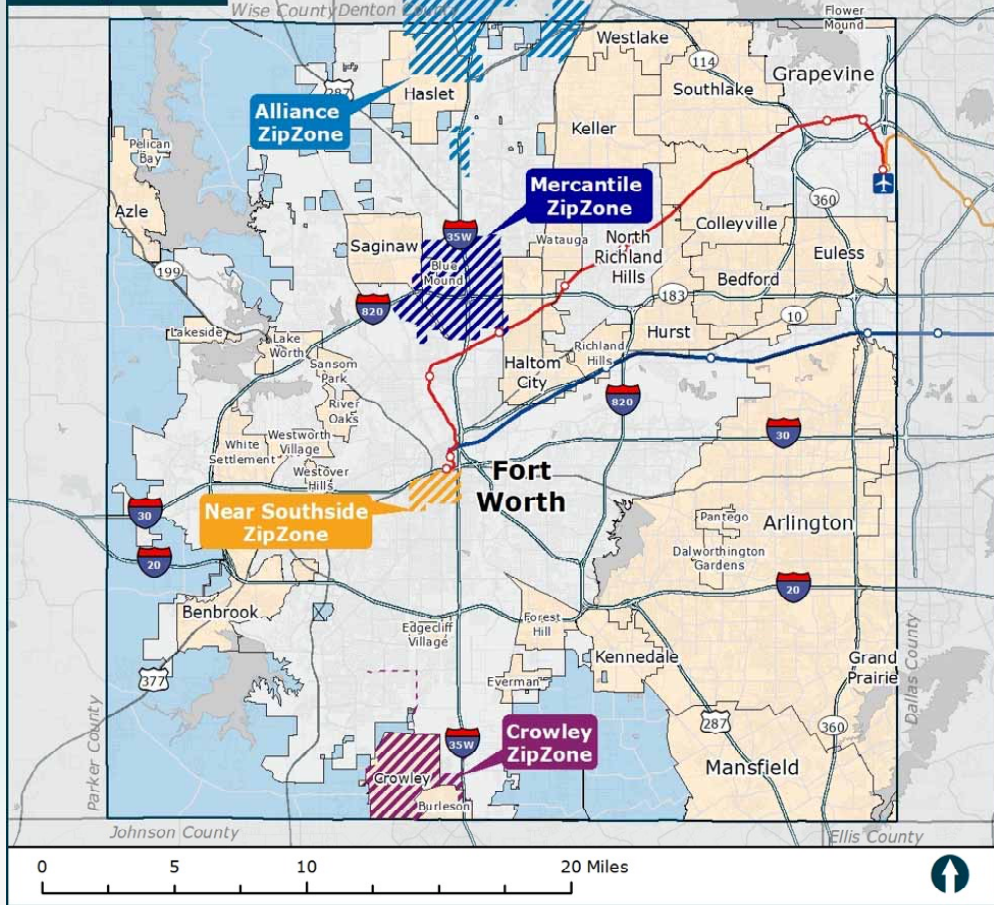 Wise County
Denton County
Flower
Mound
Westlake
114
Grapevine
Southlake
287
Haslet
Alliance
ZipZone
Keller
Pelican
Bay
Mercantile
ZipZone
360
Azle
Colleyville
35W
Watauga
North
Richland
Hills
Saginaw
Blue
Mound
Euless
Bedford
199
183
820
10
Lakeside
Hurst
Lake
Worth
Richland
Hills
Haltom
City
Sansom
Park
820
River
Oaks
30
White
Settlement
Westworth
Village
Westover
Hills
Fort
Worth
Near Southside
ZipZone
30
Pantego
Arlington
20
Dalworthington
Gardens
20
Benbrook
Forest
Hill
Edgecliff
Village
Kennedale
Grand
Prairie
Dallas County
377
Everman
Parker County
287
360
35W
Crowley
ZipZone
Mansfield
Crowley
Burleson
Johnson County
Ellis County
0 5 10 20 Miles